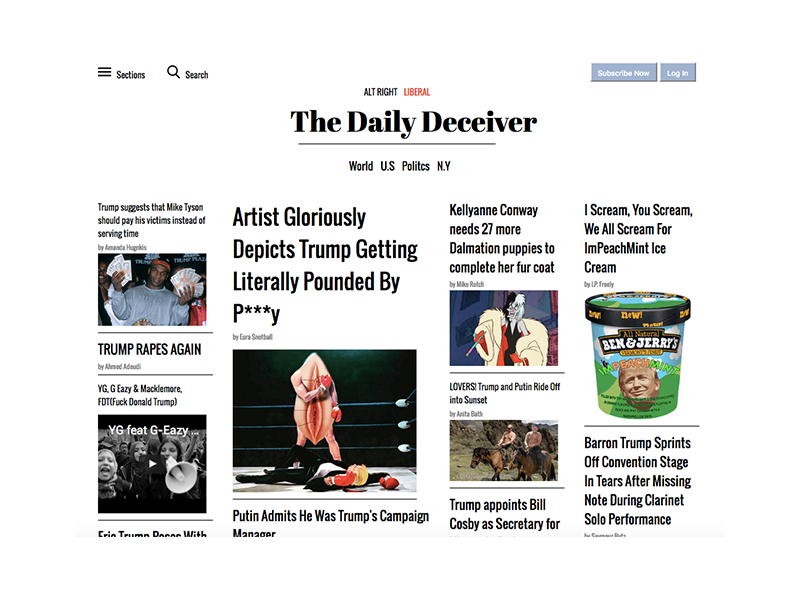 Sections
Search
Subscribe Now
Log In
ALT RIGHT LIBERAL
The Daily Deceiver
World U.S Politcs N.Y
Trump suggests that Mike Tyson
should pay his victims instead of
serving time
by Amanda Hugnkis
TRUMP PLAZA
TRUMP RAPES AGAIN
by Ahmed Adoudi
YG, G Eazy & Macklemore,
FDT(Fuck Donald Trump)
YG feat G-Eazy...
Eric Trump Poses With
Artist Gloriously
Depicts Trump Getting
Literally Pounded By
P***y
by Eura Snotball
Putin Admits He Was Trump's Campaign
Manager
Kellyanne Conway
needs 27 more
Dalmation puppies to
complete her fur coat
by Mike Rotch
LOVERS! Trump and Putin Ride Off
into Sunset
by Anita Bath
Trump appoints Bill
Cosby as Secretary for
I Scream, You Scream,
We All Scream For
ImPeachMint Ice
Cream
by I.P. Freely
new!
new!
All Natural
BEN & JERRY'S
VERMONT'S FINEST
IMPEACHMINT
Barron Trump Sprints
Off Convention Stage
In Tears After Missing
Note During Clarinet
Solo Performance
by Seymour Butz